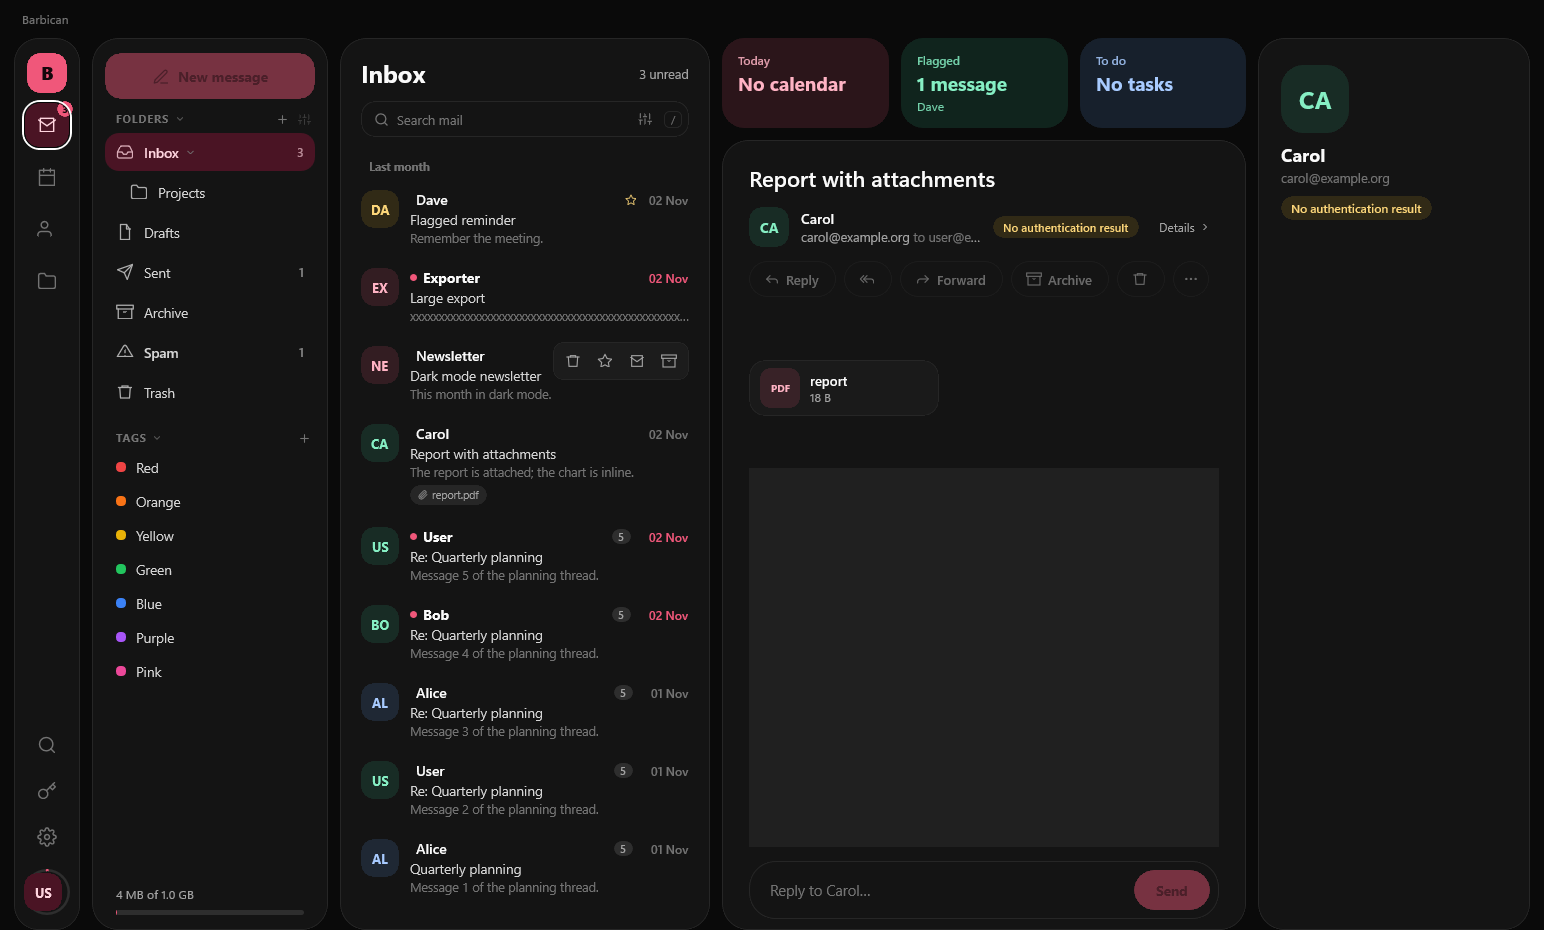 Barbican
B
3
New message
FOLDERS
Inbox 3
Projects
Drafts
Sent 1
Archive
Spam 1
Trash
TAGS
Red
Orange
Yellow
Green
Blue
Purple
Pink
4 MB of 1.0 GB
US
Inbox
3 unread
Search mail /
Last month
DA
Dave 02 Nov
Flagged reminder
Remember the meeting.
EX
Exporter 02 Nov
Large export
xxxxxxxxxxxxxxxxxxxxxxxxxxxxxxxxxxxxxxxxxxxxxxxx...
NE
Newsletter
Dark mode newsletter
This month in dark mode.
CA
Carol 02 Nov
Report with attachments
The report is attached; the chart is inline.
report.pdf
US
User 5 02 Nov
Re: Quarterly planning
Message 5 of the planning thread.
BO
Bob 5 02 Nov
Re: Quarterly planning
Message 4 of the planning thread.
AL
Alice 5 01 Nov
Re: Quarterly planning
Message 3 of the planning thread.
US
User 5 01 Nov
Re: Quarterly planning
Message 2 of the planning thread.
AL
Alice 5 01 Nov
Quarterly planning
Message 1 of the planning thread.
Today
No calendar
Flagged
1 message
Dave
To do
No tasks
Report with attachments
CA
Carol
carol@example.org to user@e...
No authentication result
Details
Reply
Forward
Archive
PDF
report
18 B
Reply to Carol...
Send
CA
Carol
carol@example.org
No authentication result